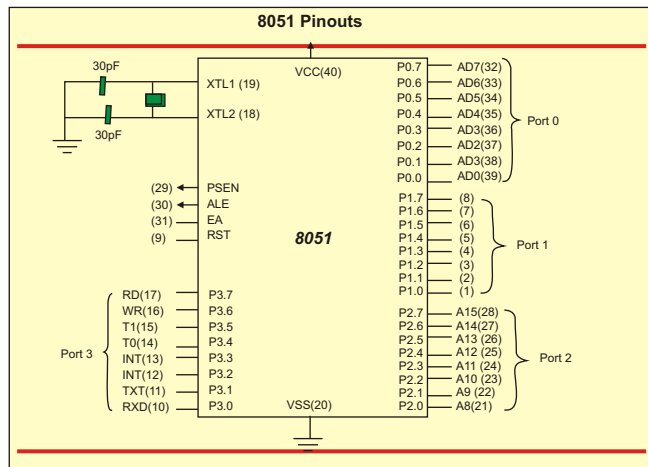 8051 Pinouts
30pF
30pF
XTL1 (19)
XTL2 (18)
VCC(40)
(29) PSEN
(30) ALE
(31) EA
(9) RST
8051
RD(17) P3.7
WR(16) P3.6
T1(15) P3.5
T0(14) P3.4
INT(13) P3.3
INT(12) P3.2
TXT(11) P3.1
RXD(10) P3.0
Port 3
VSS(20)
P0.7 AD7(32)
P0.6 AD6(33)
P0.5 AD5(34)
P0.4 AD4(35)
P0.3 AD3(36)
P0.2 AD2(37)
P0.1 AD3(38)
P0.0 AD0(39)
Port 0
P1.7 (8)
P1.6 (7)
P1.5 (6)
P1.4 (5)
P1.3 (4)
P1.2 (3)
P1.1 (2)
P1.0 (1)
Port 1
P2.7 A15(28)
P2.6 A14(27)
P2.5 A13 (26)
P2.4 A12 (25)
P2.3 A11 (24)
P2.2 A10 (23)
P2.1 A9 (22)
P2.0 A8(21)
Port 2